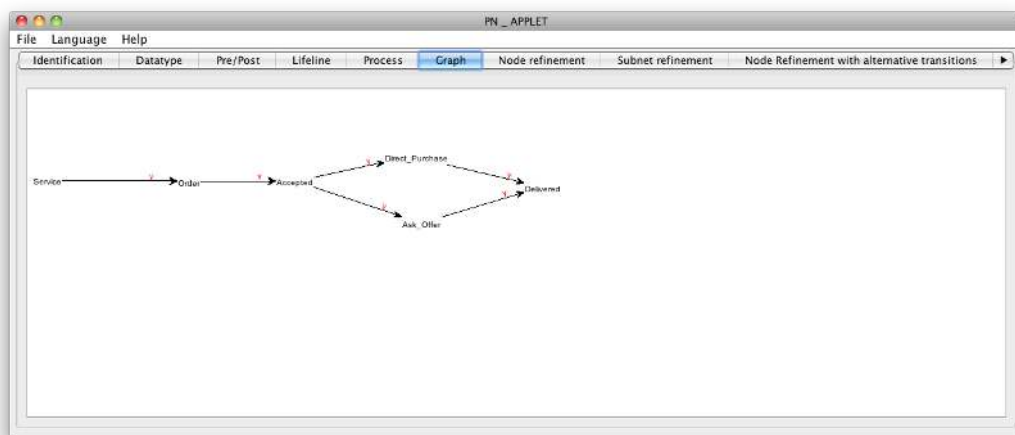 PN _ APPLET
File Language Help
Identification Datatype Pre/Post Lifeline Process Graph Node refinement Subnet refinement Node Refinement with alternative transitions
Direct_Purchase
Service Order Accepted Delivered
Ask_Offer